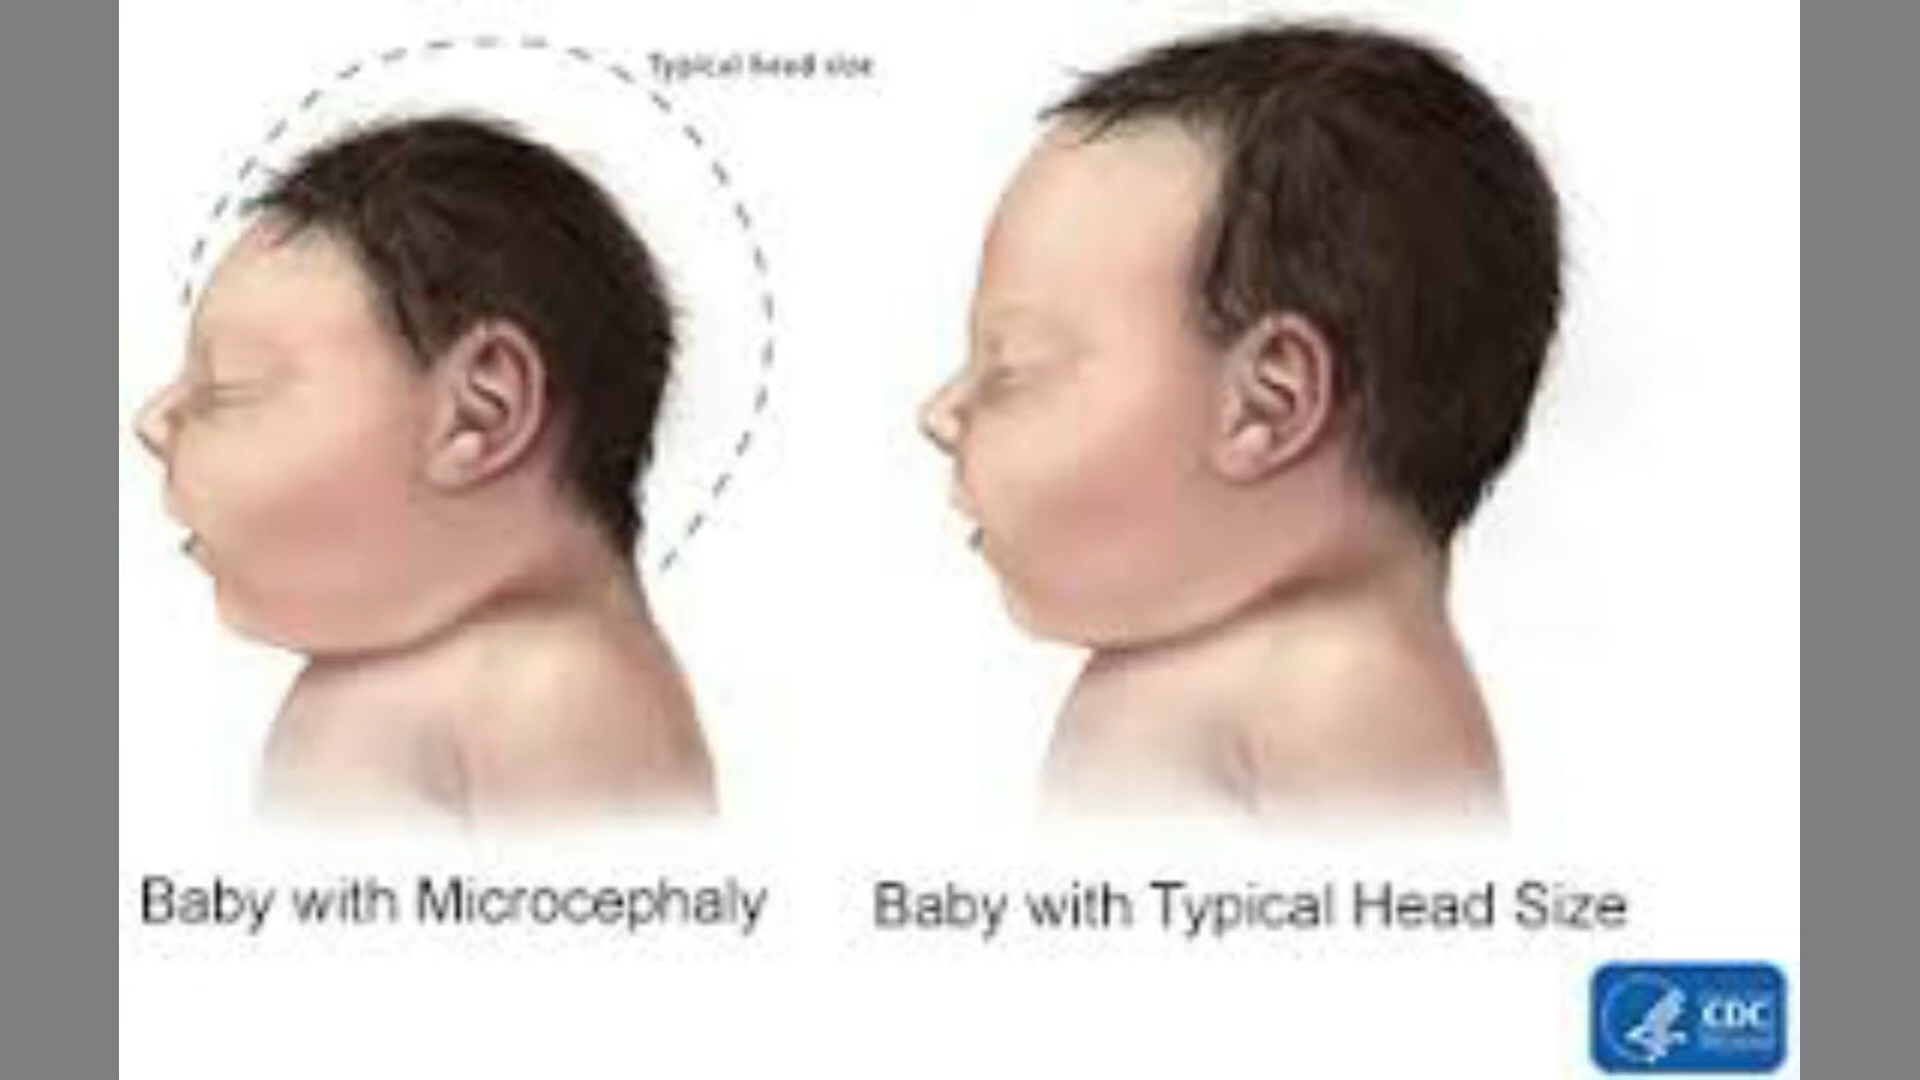 Typical head size
Baby with Microcephaly
Baby with Typical Head Size
CDC